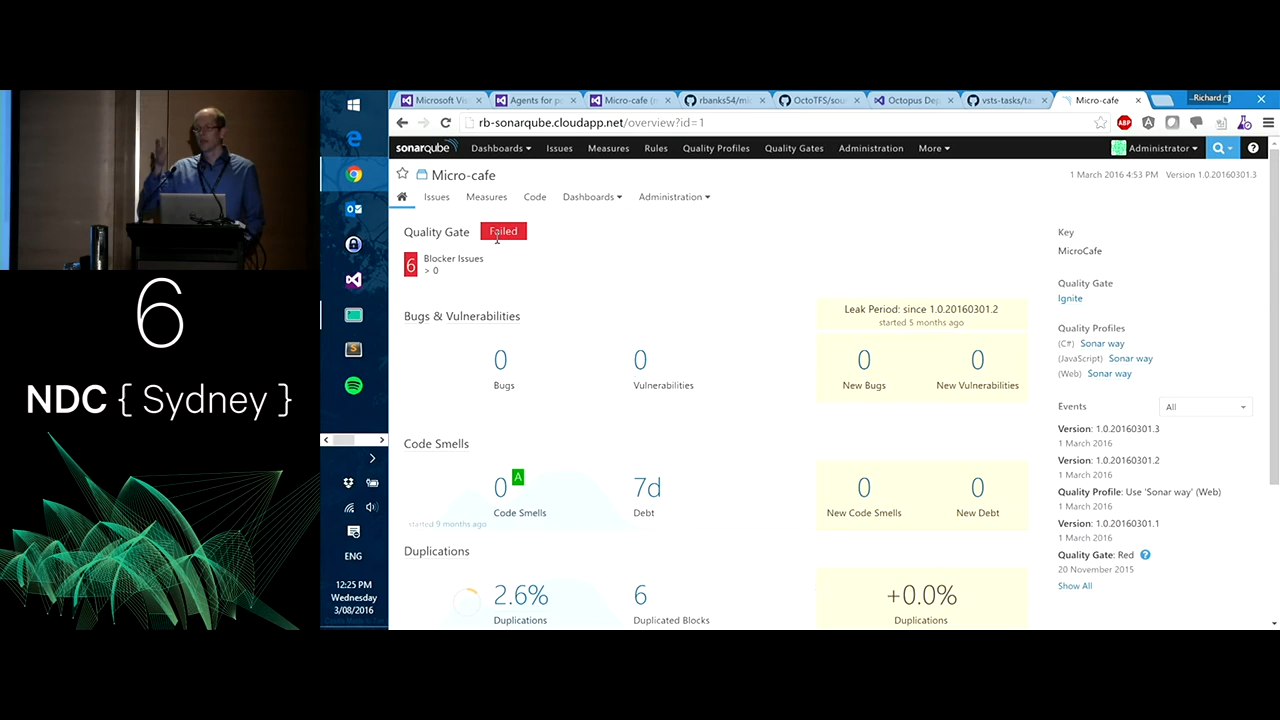 Microsoft Vis
Agents for po
Micro-cafe (m
rbanks54/mic
OctoTFS/sour
Octopus Dep
vsts-tasks/ta
Micro-cafe
Richard
rb-sonarqube.cloudapp.net/overview?id=1
ABP
sonarqube
Dashboards
Issues
Measures
Rules
Quality Profiles
Quality Gates
Administration
More
Administrator
Micro-cafe
1 March 2016 4:53 PM Version 1.0.20160301.3
Issues
Measures
Code
Dashboards
Administration
Quality Gate Failed
6 Blocker Issues
> 0
Bugs & Vulnerabilities
Leak Period: since 1.0.20160301.2
started 5 months ago
0 0 0 0
Bugs Vulnerabilities New Bugs New Vulnerabilities
Code Smells
0 A 7d 0 0
Code Smells Debt New Code Smells New Debt
started 9 months ago
Duplications
2.6% 6 +0.0%
Duplications Duplicated Blocks Duplications
Key
MicroCafe
Quality Gate
Ignite
Quality Profiles
(C#) Sonar way
(JavaScript) Sonar way
(Web) Sonar way
Events All
Version: 1.0.20160301.3
1 March 2016
Version: 1.0.20160301.2
1 March 2016
Quality Profile: Use 'Sonar way' (Web)
1 March 2016
Version: 1.0.20160301.1
1 March 2016
Quality Gate: Red ?
20 November 2015
Show All
6
NDC { Sydney }
ENG
12:25 PM
Wednesday
3/08/2016